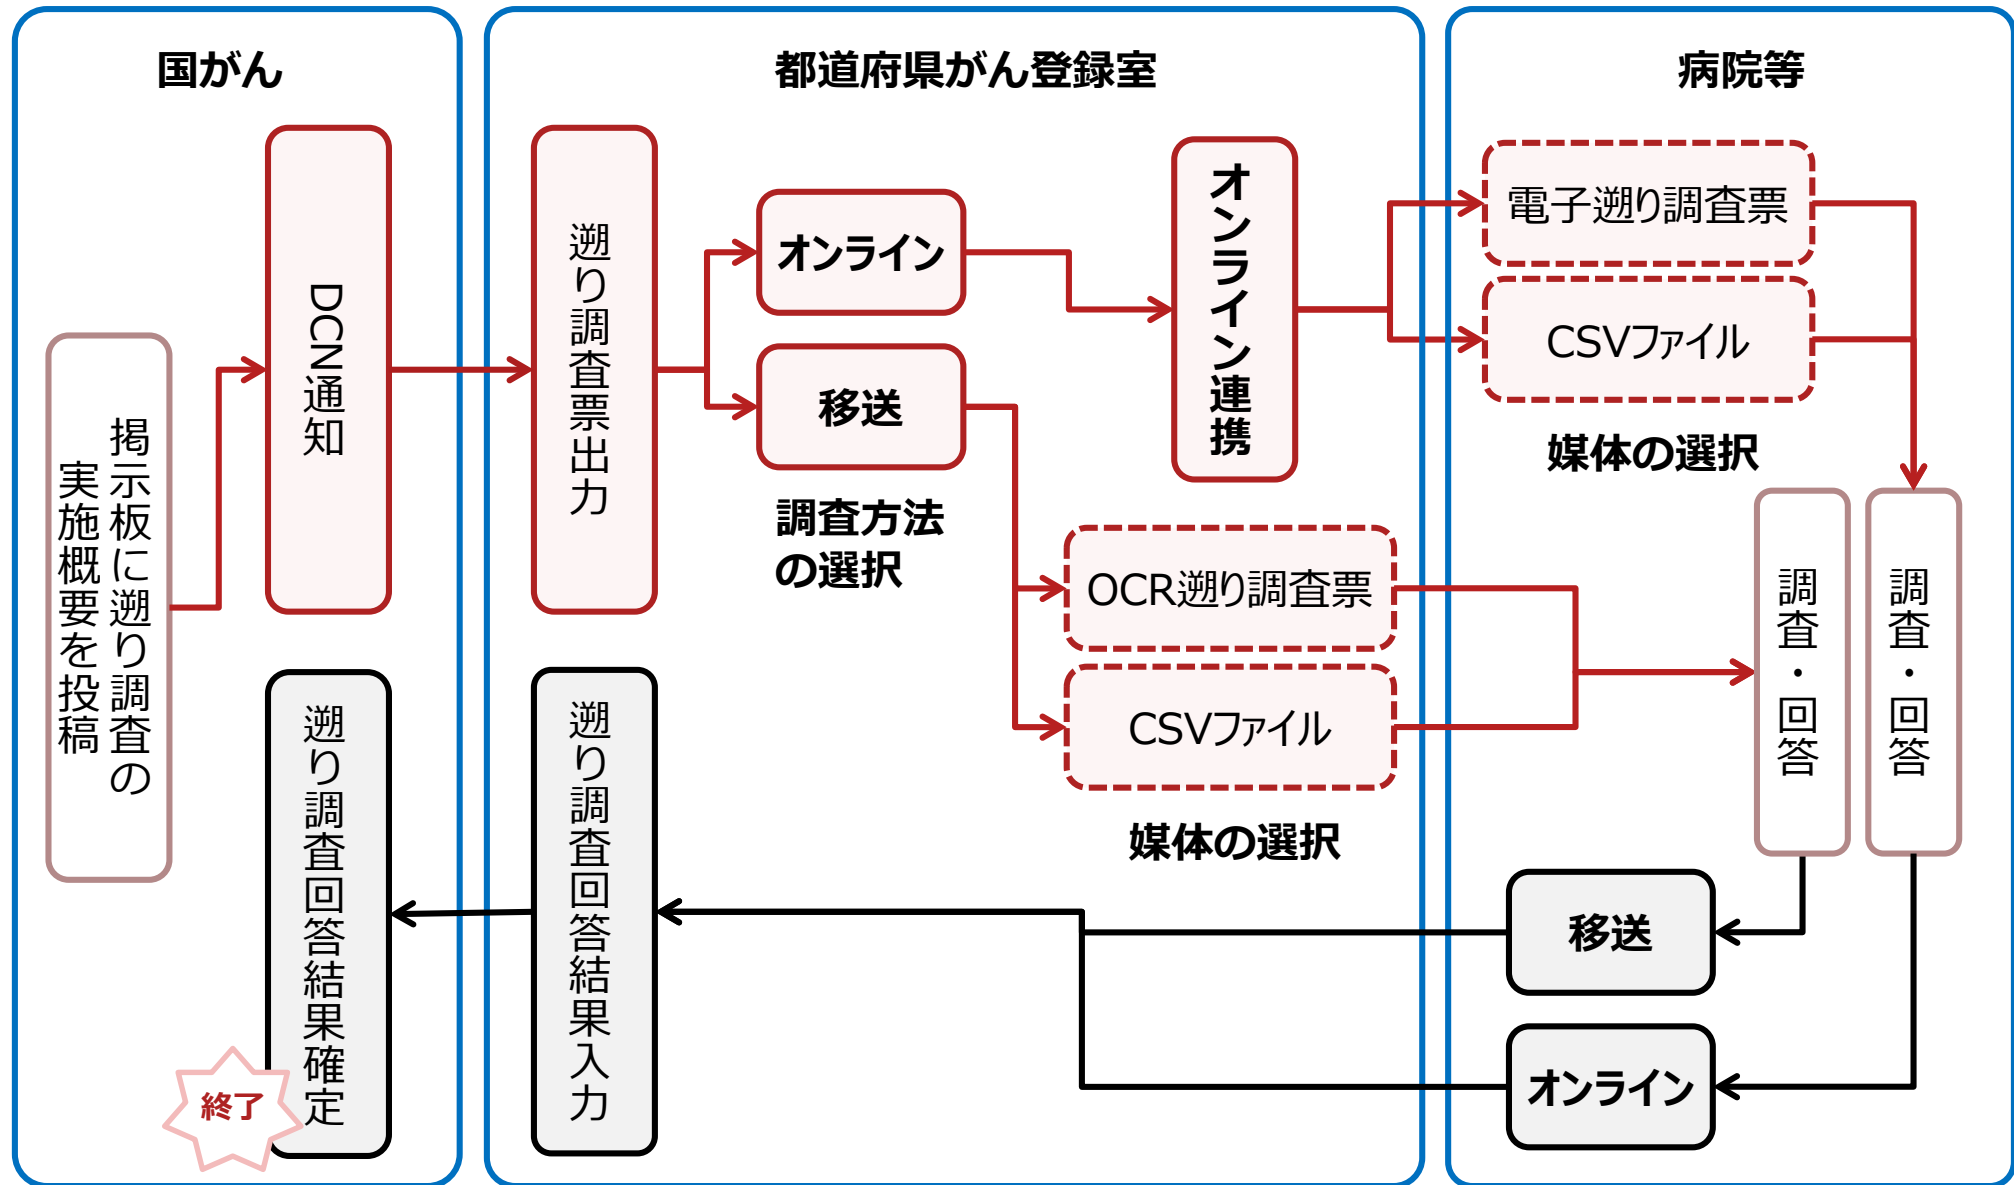 国がん
掲示板に遡り調査の
実施概要を投稿
DCN通知
遡り調査回答結果確定
終了
都道府県がん登録室
遡り調査票出力
オンライン
移送
調査方法
の選択
オンライン連携
OCR遡り調査票
CSVファイル
媒体の選択
遡り調査回答結果入力
病院等
電子遡り調査票
CSVファイル
媒体の選択
調査・回答
調査・回答
移送
オンライン